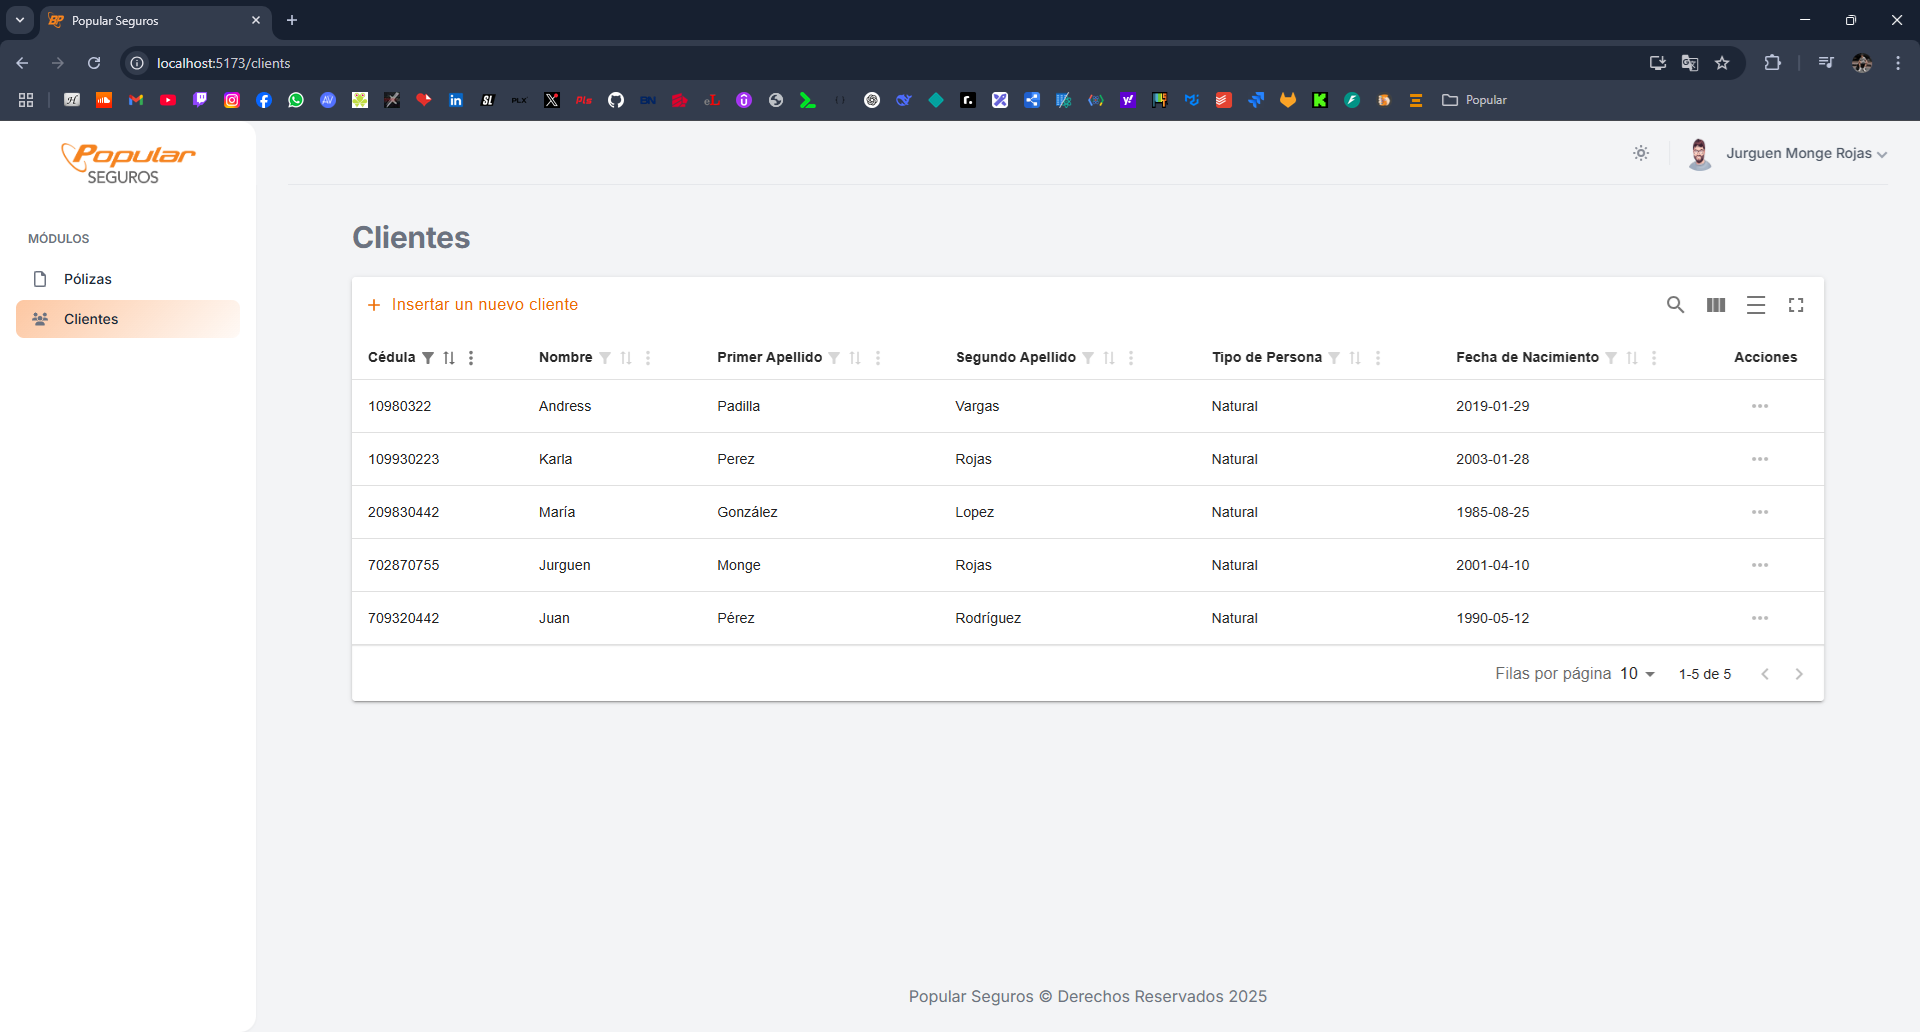 Popular Seguros
localhost:5173/clients
Popular
Popular
SEGUROS
Jurguen Monge Rojas
MÓDULOS
Pólizas
Clientes
Clientes
+ Insertar un nuevo cliente
Cédula Nombre Primer Apellido Segundo Apellido Tipo de Persona Fecha de Nacimiento Acciones
10980322 Andress Padilla Vargas Natural 2019-01-29
109930223 Karla Perez Rojas Natural 2003-01-28
209830442 María González Lopez Natural 1985-08-25
702870755 Jurguen Monge Rojas Natural 2001-04-10
709320442 Juan Pérez Rodríguez Natural 1990-05-12
Filas por página 10 1-5 de 5
Popular Seguros © Derechos Reservados 2025